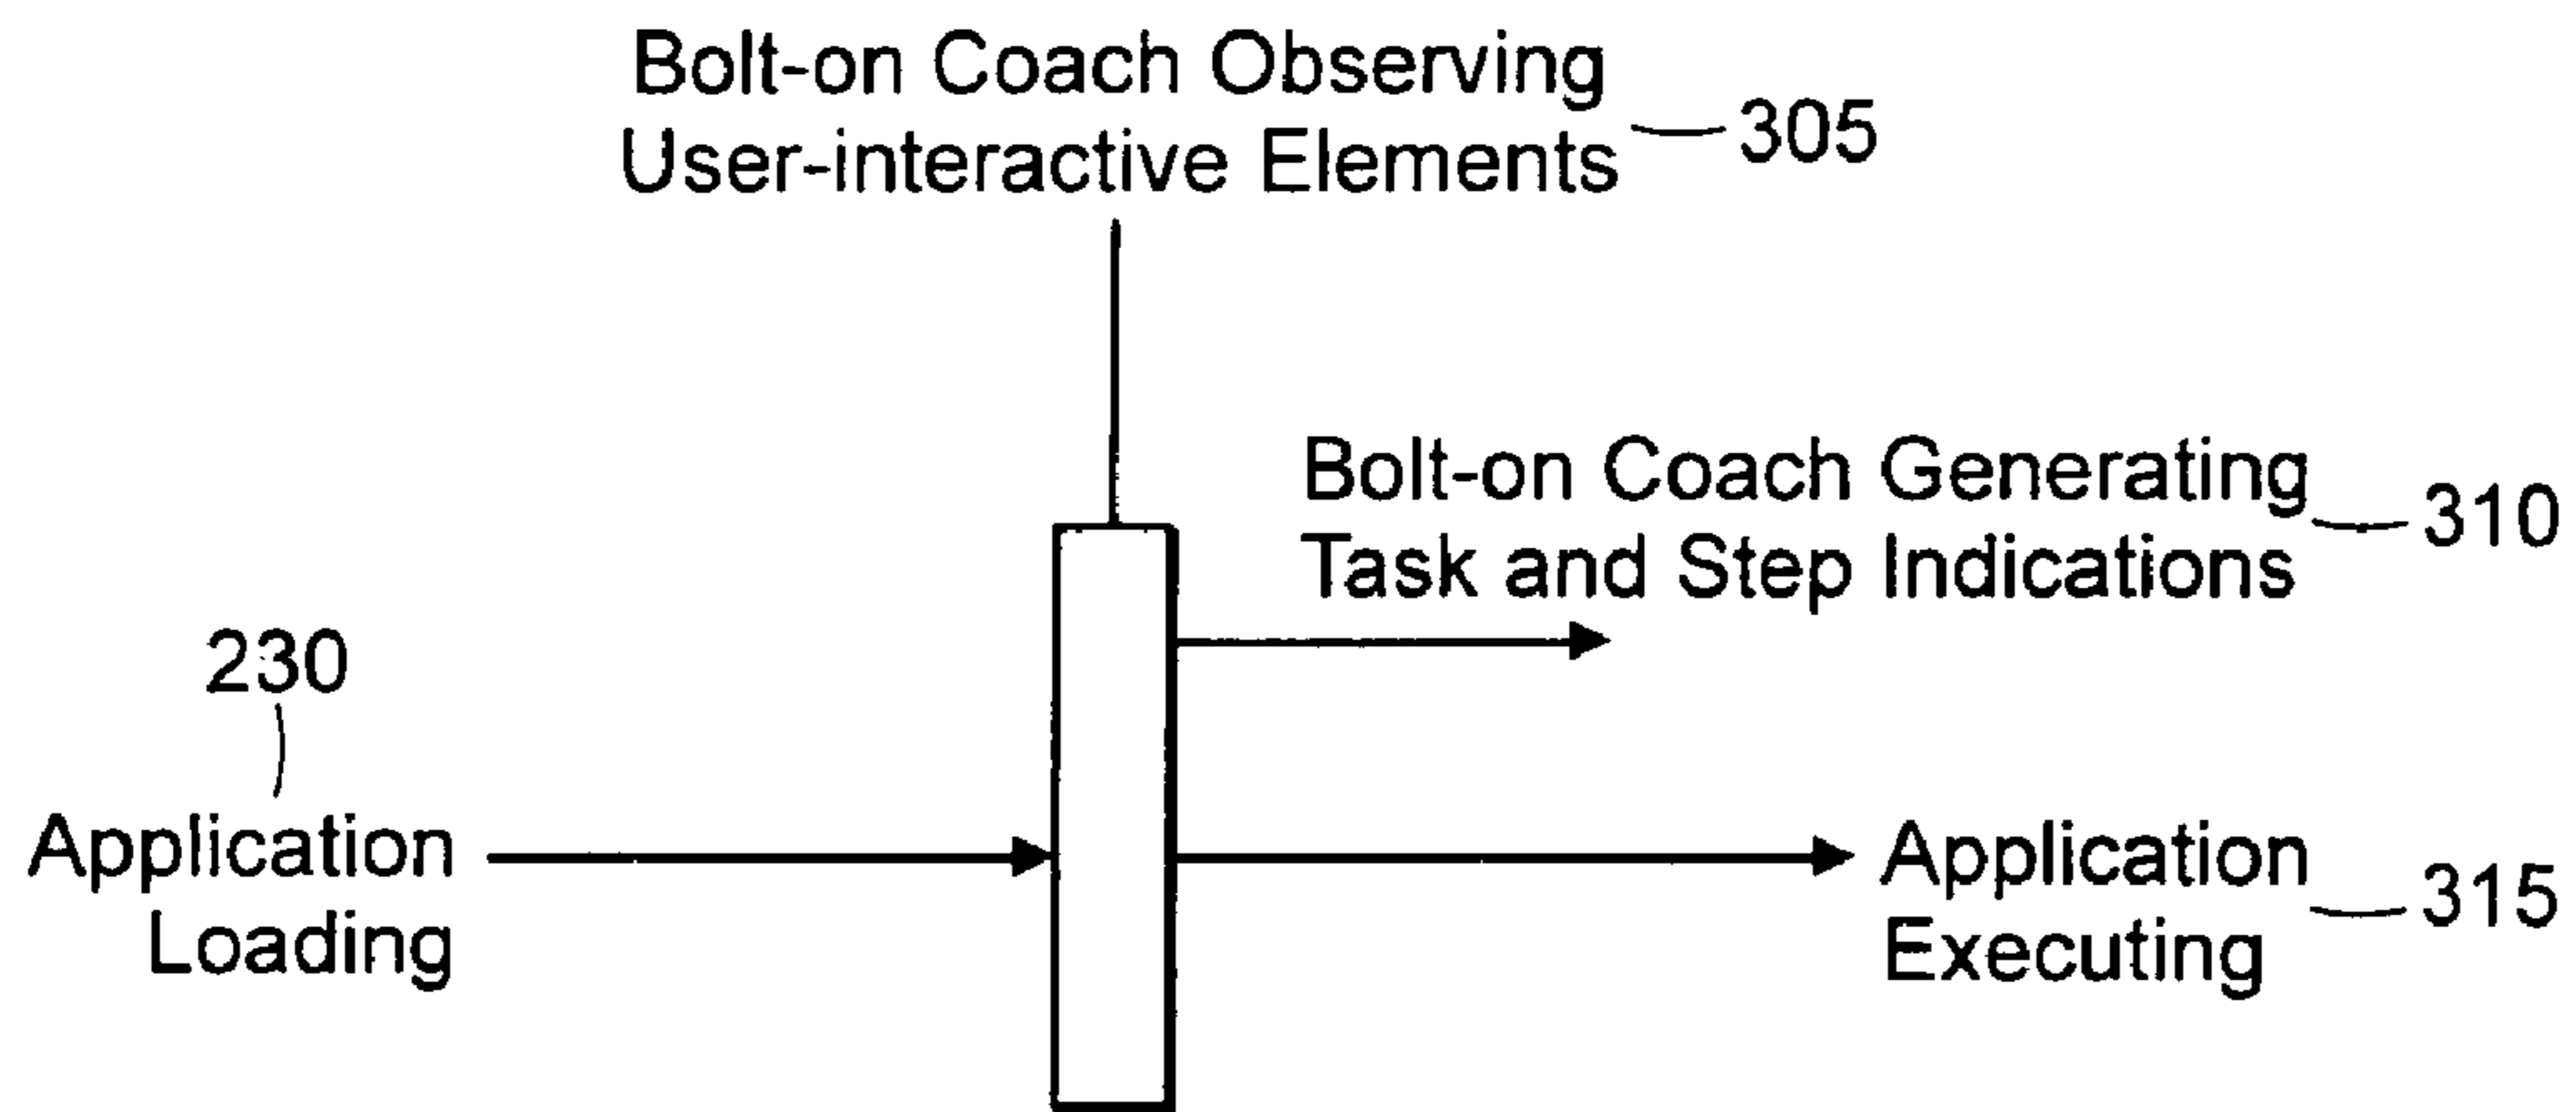 Bolt-on Coach Observing
User-interactive Elements
305
Bolt-on Coach Generating
Task and Step Indications
310
230
Application
Loading
Application
Executing
315